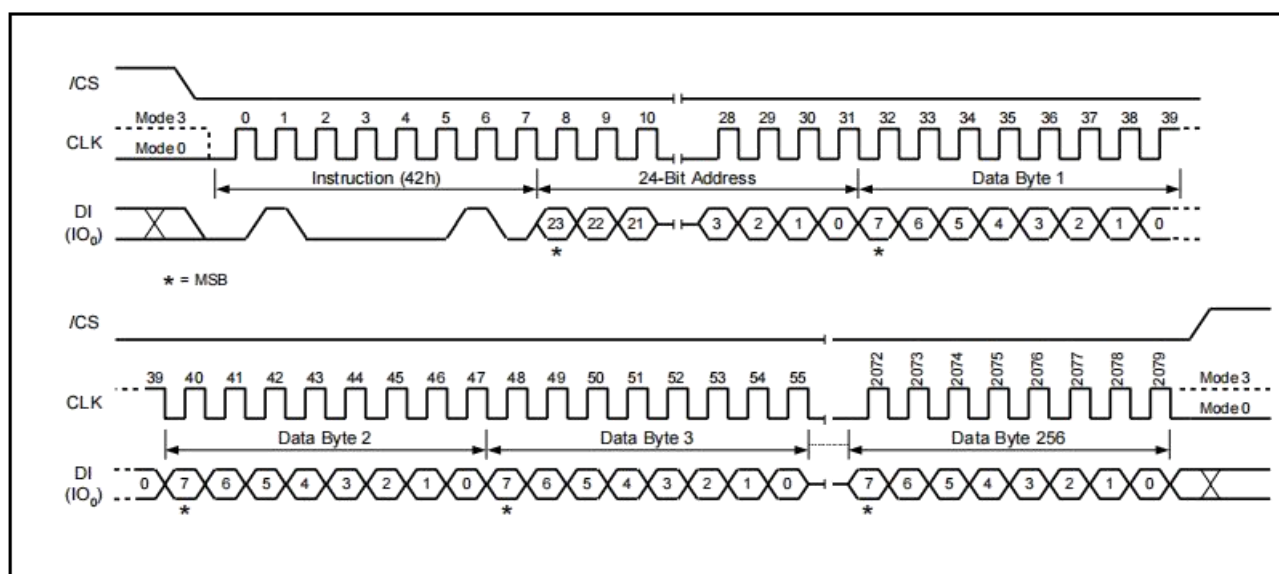 /CS
Mode 3 0 1 2 3 4 5 6 7 8 9 10 28 29 30 31 32 33 34 35 36 37 38 39
CLK
Mode 0
Instruction (42h) 24-Bit Address Data Byte 1
DI
(IO0) 23 22 21 3 2 1 0 7 6 5 4 3 2 1 0
* *
* = MSB
/CS
39 40 41 42 43 44 45 46 47 48 49 50 51 52 53 54 55 2072 2073 2074 2075 2076 2077 2078 2079 Mode 3
CLK
Mode 0
Data Byte 2 Data Byte 3 Data Byte 256
DI
(IO0) 0 7 6 5 4 3 2 1 0 7 6 5 4 3 2 1 0 7 6 5 4 3 2 1 0
* * *